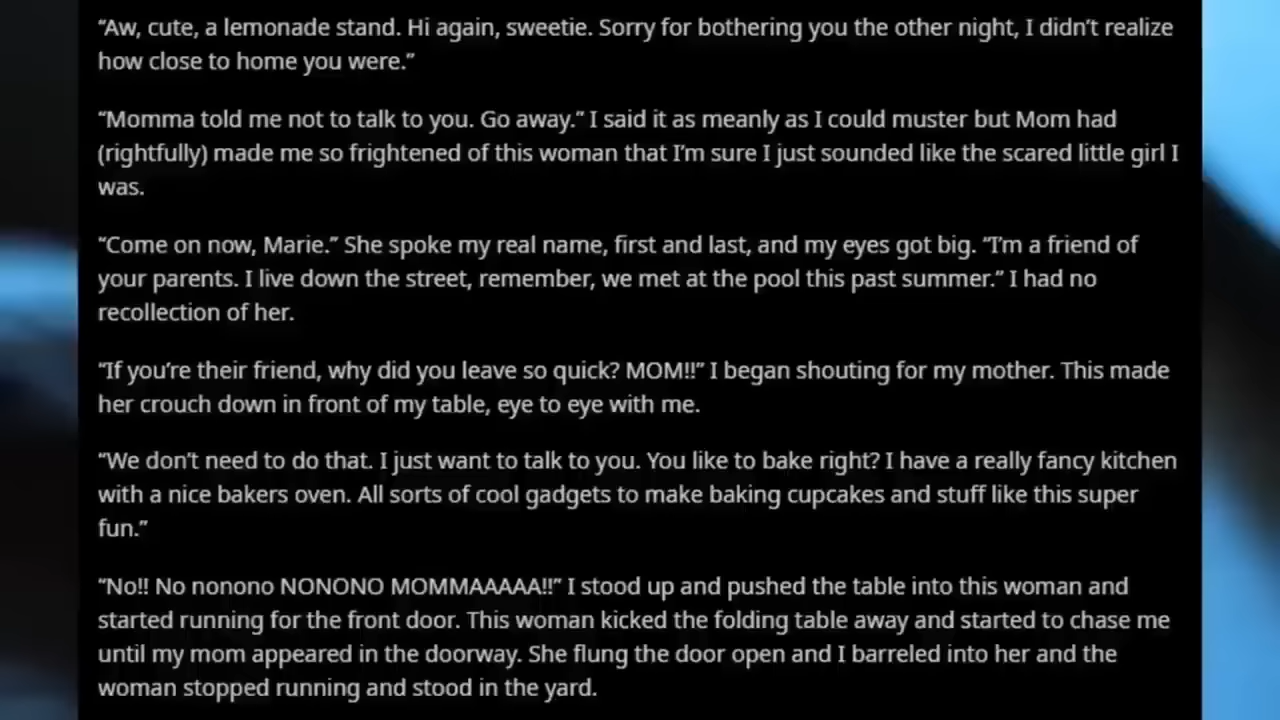 “Aw, cute, a lemonade stand. Hi again, sweetie. Sorry for bothering you the other night, I didn’t realize
how close to home you were.”
“Momma told me not to talk to you. Go away.” I said it as meanly as I could muster but Mom had
(rightfully) made me so frightened of this woman that I’m sure I just sounded like the scared little girl I
was.
“Come on now, Marie.” She spoke my real name, first and last, and my eyes got big. “I’m a friend of
your parents. I live down the street, remember, we met at the pool this past summer.” I had no
recollection of her.
“If you’re their friend, why did you leave so quick? MOM!!” I began shouting for my mother. This made
her crouch down in front of my table, eye to eye with me.
“We don’t need to do that. I just want to talk to you. You like to bake right? I have a really fancy kitchen
with a nice bakers oven. All sorts of cool gadgets to make baking cupcakes and stuff like this super
fun.”
“No!! No nonono NONONO MOMMAAAAA!!” I stood up and pushed the table into this woman and
started running for the front door. This woman kicked the folding table away and started to chase me
until my mom appeared in the doorway. She flung the door open and I barreled into her and the
woman stopped running and stood in the yard.